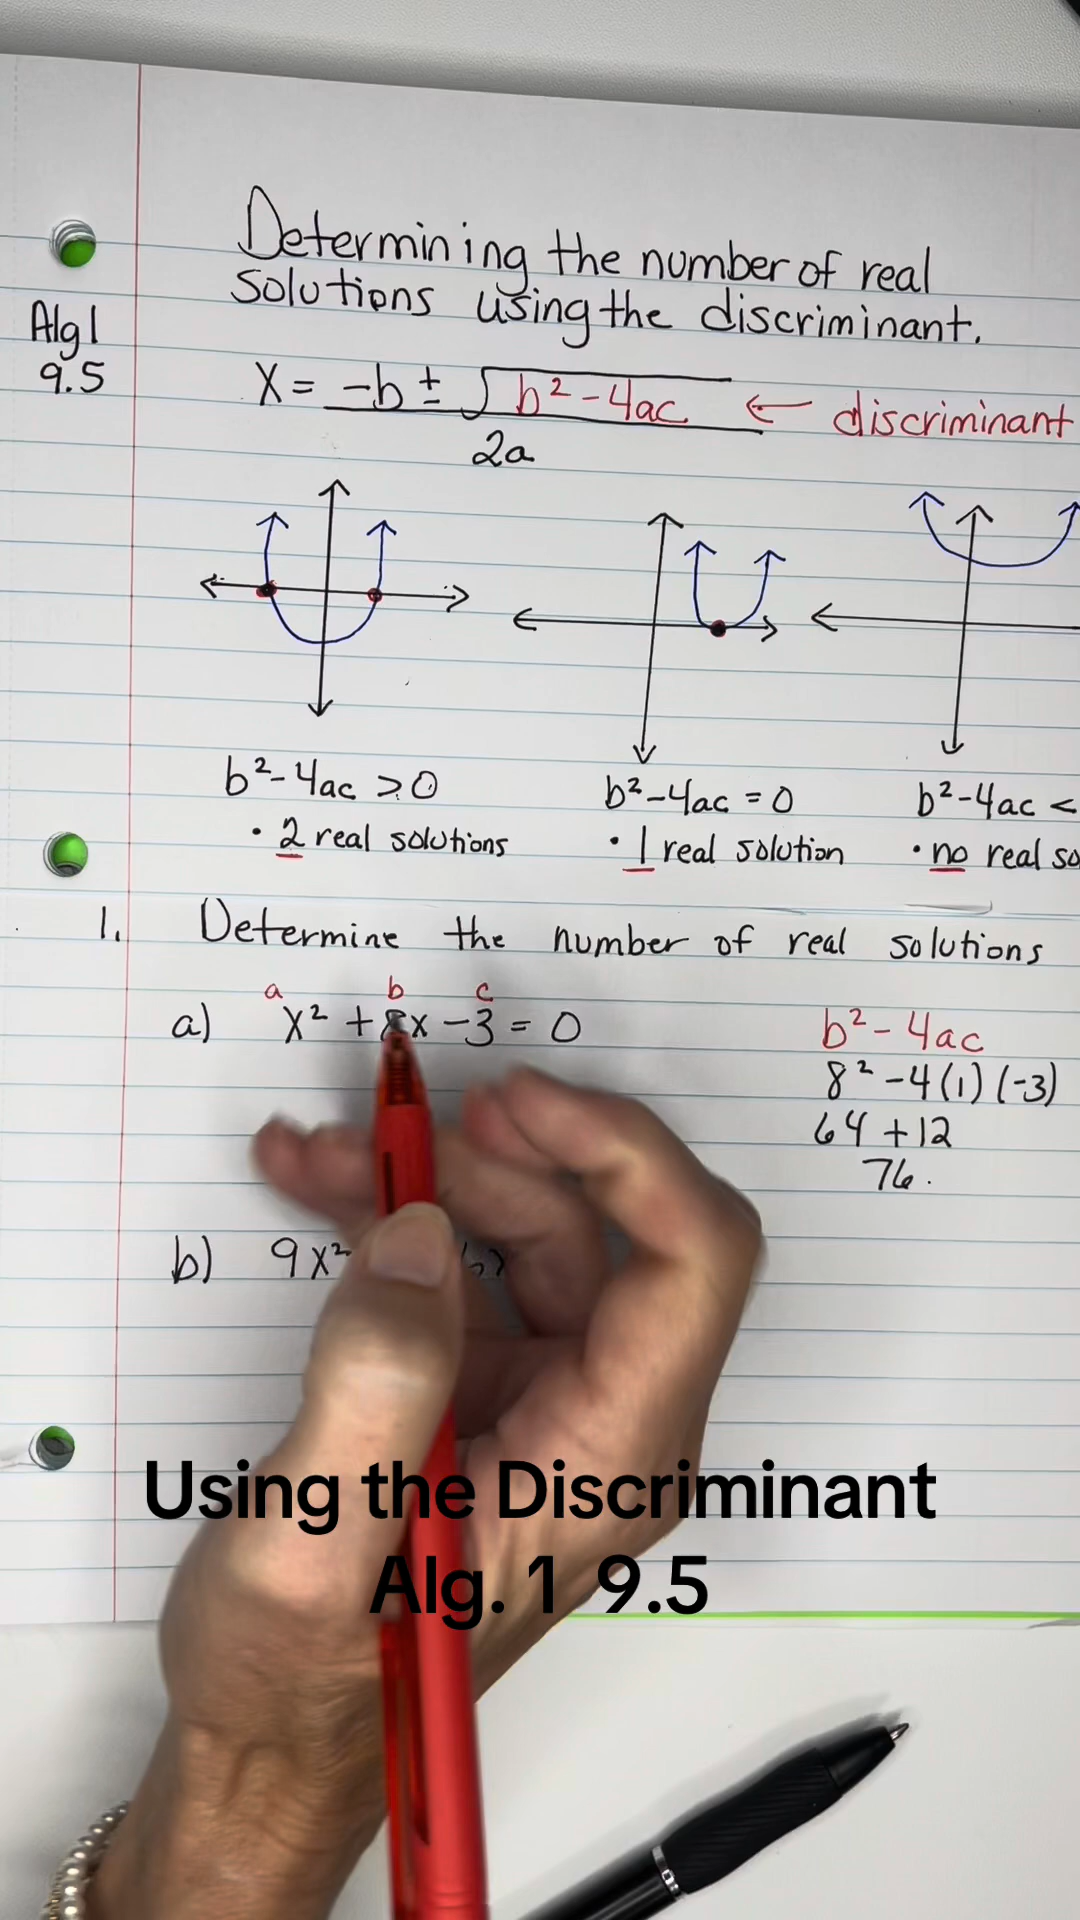 Determining the number of real
solutions using the discriminant.
Alg 1
9.5
X = -b ± √b² - 4ac ← discriminant
2a
b² - 4ac > 0
• 2 real solutions
b² - 4ac = 0
• 1 real solution
b² - 4ac <
• no real so
1. Determine the number of real solutions
a b c
a) x² + 8x - 3 = 0
b² - 4ac
8² - 4(1)(-3)
64 + 12
76.
b) 9x²
Using the Discriminant
Alg. 1 9.5